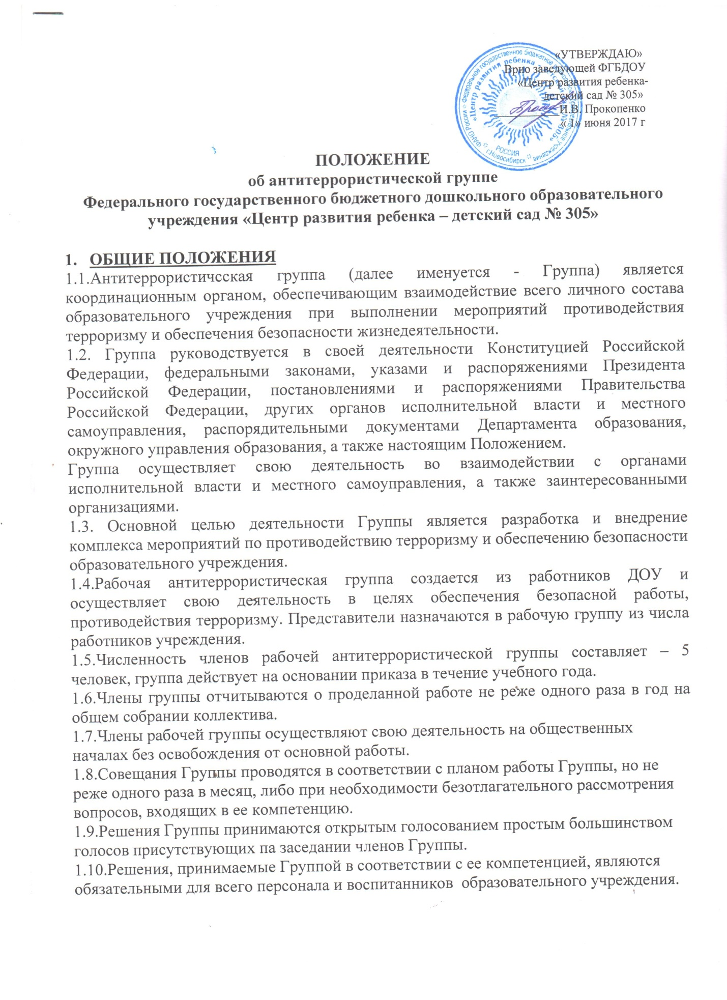 «УТВЕРЖДАЮ»
Врио заведующей ФГБДОУ
«Центр развития ребенка-
детский сад № 305»
____________И.В. Прокопенко
« 1» июня 2017 г
Федеральное государственное бюджетное дошкольное образовательное учреждение
г.Новосибирск
ФАНО России
«Центр развития ребенка - детский сад № 305»
РОССИЯ
ПОЛОЖЕНИЕ
об антитеррористической группе
Федерального государственного бюджетного дошкольного образовательного
учреждения «Центр развития ребенка – детский сад № 305»
1. ОБЩИЕ ПОЛОЖЕНИЯ
1.1.Антитеррористичсская группа (далее именуется - Группа) является
координационным органом, обеспечивающим взаимодействие всего личного состава
образовательного учреждения при выполнении мероприятий противодействия
терроризму и обеспечения безопасности жизнедеятельности.
1.2. Группа руководствуется в своей деятельности Конституцией Российской
Федерации, федеральными законами, указами и распоряжениями Президента
Российской Федерации, постановлениями и распоряжениями Правительства
Российской Федерации, других органов исполнительной власти и местного
самоуправления, распорядительными документами Департамента образования,
окружного управления образования, а также настоящим Положением.
Группа осуществляет свою деятельность во взаимодействии с органами
исполнительной власти и местного самоуправления, а также заинтересованными
организациями.
1.3. Основной целью деятельности Группы является разработка и внедрение
комплекса мероприятий по противодействию терроризму и обеспечению безопасности
образовательного учреждения.
1.4.Рабочая антитеррористическая группа создается из работников ДОУ и
осуществляет свою деятельность в целях обеспечения безопасной работы,
противодействия терроризму. Представители назначаются в рабочую группу из числа
работников учреждения.
1.5.Численность членов рабочей антитеррористической группы составляет – 5
человек, группа действует на основании приказа в течение учебного года.
1.6.Члены группы отчитываются о проделанной работе не реже одного раза в год на
общем собрании коллектива.
1.7.Члены рабочей группы осуществляют свою деятельность на общественных
началах без освобождения от основной работы.
1.8.Совещания Группы проводятся в соответствии с планом работы Группы, но не
реже одного раза в месяц, либо при необходимости безотлагательного рассмотрения
вопросов, входящих в ее компетенцию.
1.9.Решения Группы принимаются открытым голосованием простым большинством
голосов присутствующих па заседании членов Группы.
1.10.Решения, принимаемые Группой в соответствии с ее компетенцией, являются
обязательными для всего персонала и воспитанников образовательного учреждения.